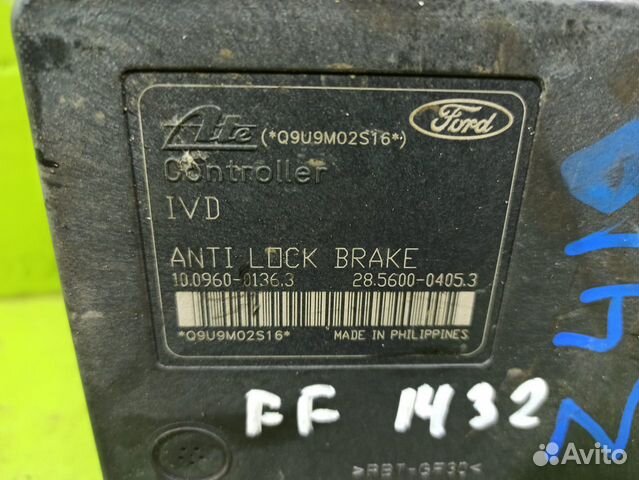 Ate (*Q9U9M02S16*) Ford
Controller
IVD
ANTI LOCK BRAKE
10.0960-0136.3 28.5600-0405.3
*Q9U9M02S16* MADE IN PHILIPPINES
FF 1432
>PBT-GF30<
Avito